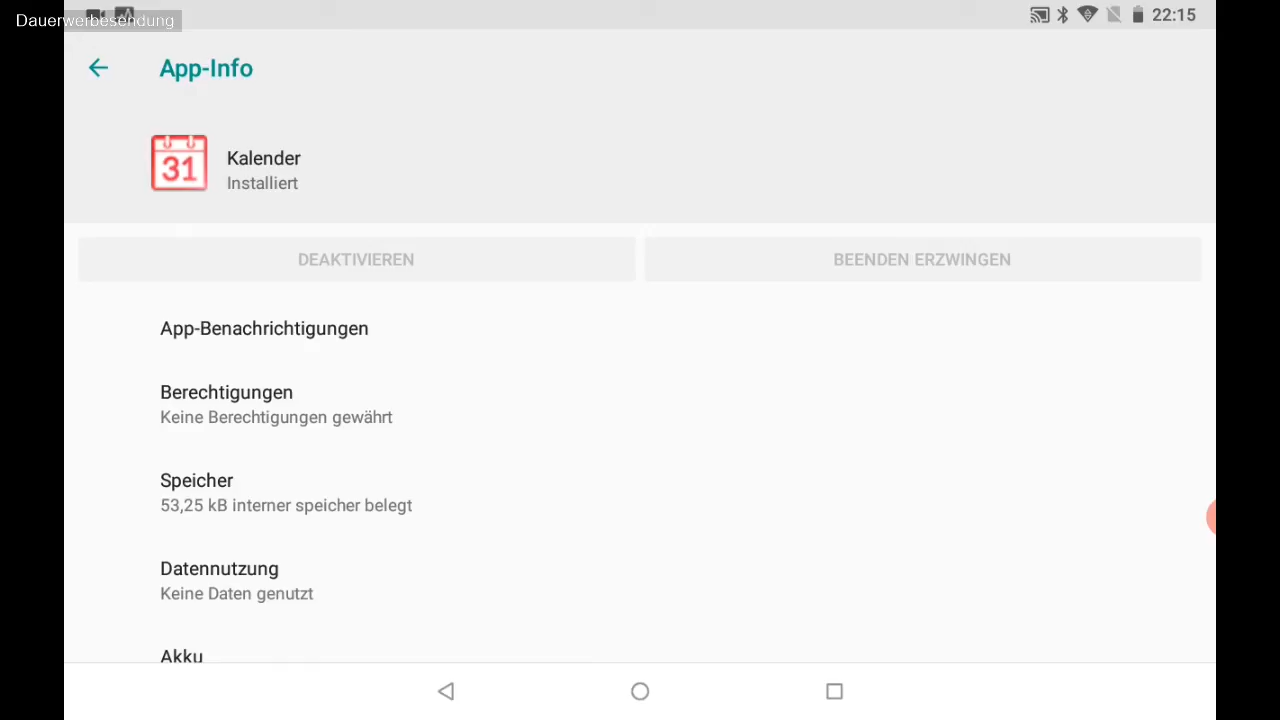 Dauerwerbesendung
22:15
App-Info
31
Kalender
Installiert
DEAKTIVIEREN
BEENDEN ERZWINGEN
App-Benachrichtigungen
Berechtigungen
Keine Berechtigungen gewährt
Speicher
53,25 kB interner speicher belegt
Datennutzung
Keine Daten genutzt
Akku